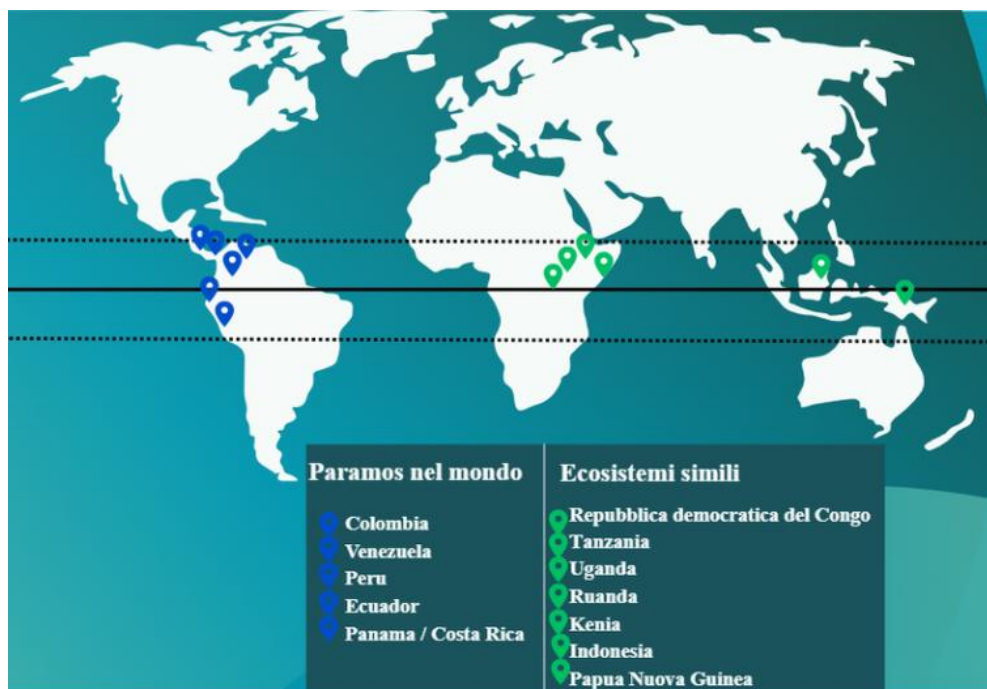 Paramos nel mondo
Colombia
Venezuela
Peru
Ecuador
Panama / Costa Rica
Ecosistemi simili
Repubblica democratica del Congo
Tanzania
Uganda
Ruanda
Kenia
Indonesia
Papua Nuova Guinea